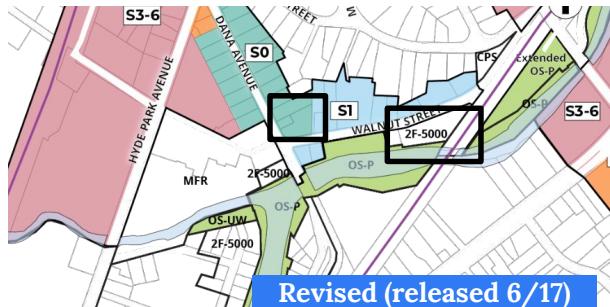 STREET
M
S3-6
S0
DANA AVENUE
HYDE PARK AVENUE
CPS
Extended
OS-P
OS-P
S1
S3-6
WALNUT STREET
2F-5000
OS-P
2F-5000
MFR
OS-P
OS-UW
2F-5000
Revised (released 6/17)